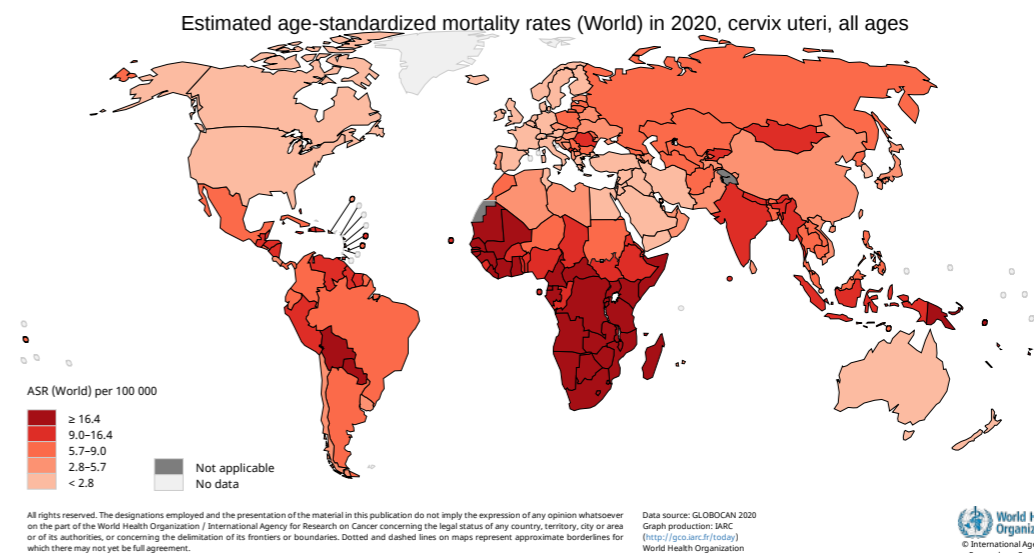 Estimated age-standardized mortality rates (World) in 2020, cervix uteri, all ages
ASR (World) per 100 000
≥ 16.4
9.0–16.4
5.7–9.0
2.8–5.7
< 2.8
Not applicable
No data
All rights reserved. The designations employed and the presentation of the material in this publication do not imply the expression of any opinion whatsoever
on the part of the World Health Organization / International Agency for Research on Cancer concerning the legal status of any country, territory, city or area
or of its authorities, or concerning the delimitation of its frontiers or boundaries. Dotted and dashed lines on maps represent approximate borderlines for
which there may not yet be full agreement.
Data source: GLOBOCAN 2020
Graph production: IARC
(http://gco.iarc.fr/today)
World Health Organization
World H
Organiz
© International Age